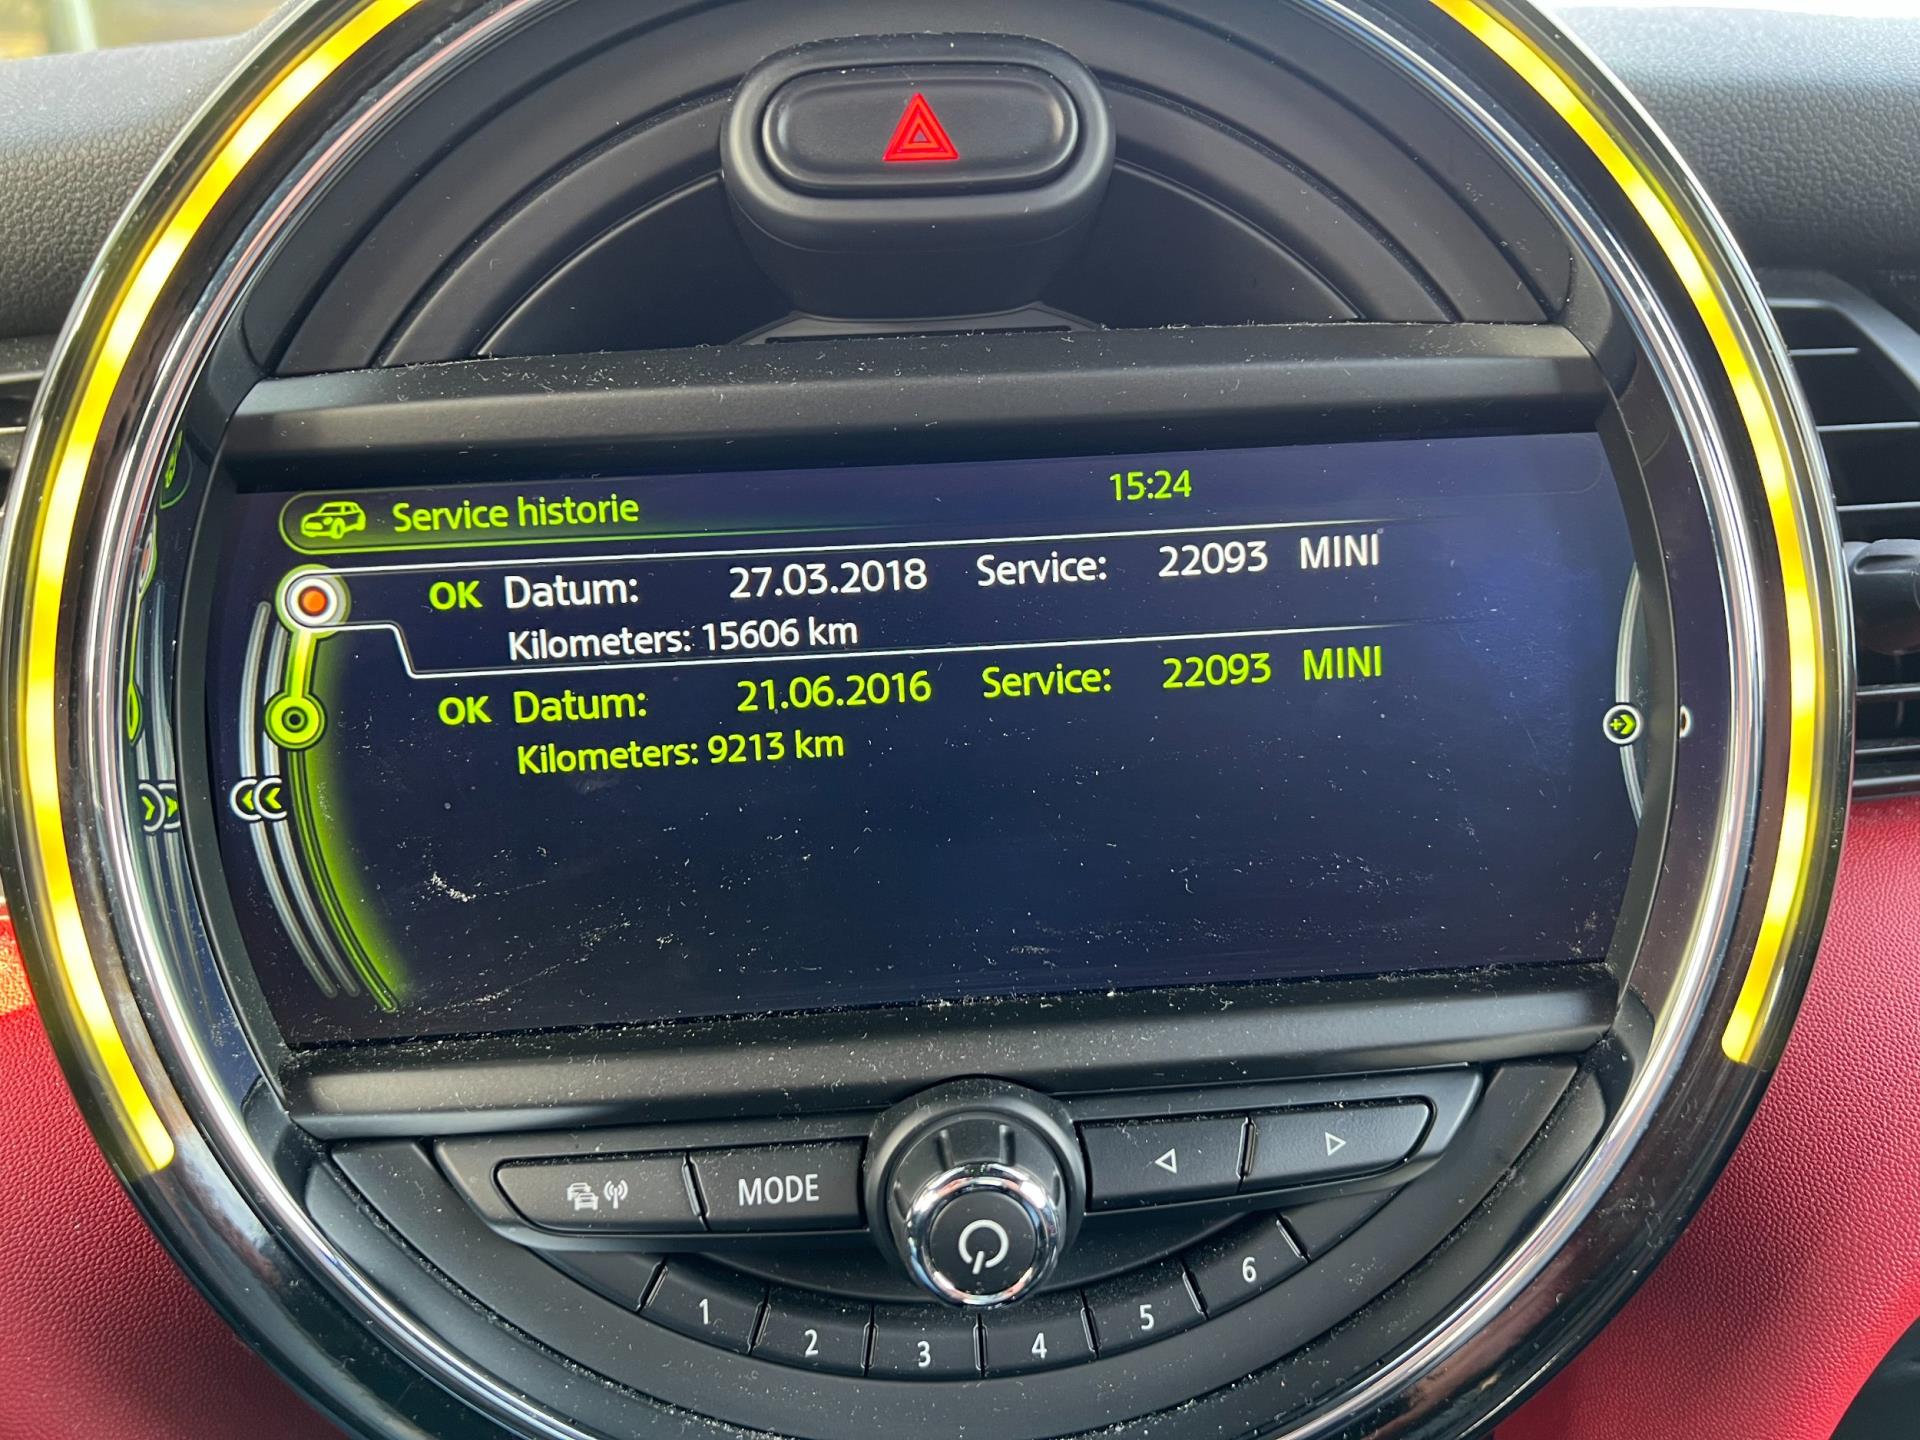 Service historie 15:24
OK Datum: 27.03.2018 Service: 22093 MINI
Kilometers: 15606 km
OK Datum: 21.06.2016 Service: 22093 MINI
Kilometers: 9213 km
MODE
1 2 3 4 5 6